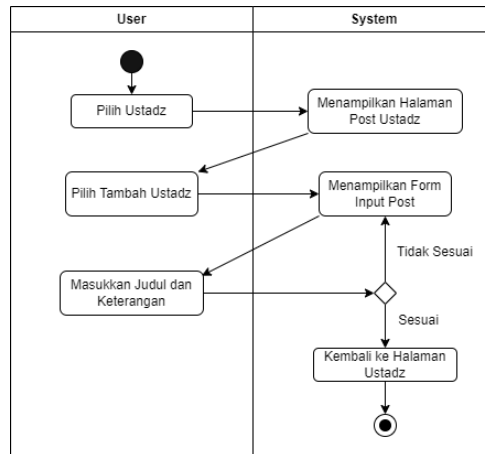 User
System
Pilih Ustadz
Menampilkan Halaman
Post Ustadz
Pilih Tambah Ustadz
Menampilkan Form
Input Post
Tidak Sesuai
Masukkan Judul dan
Keterangan
Sesuai
Kembali ke Halaman
Ustadz